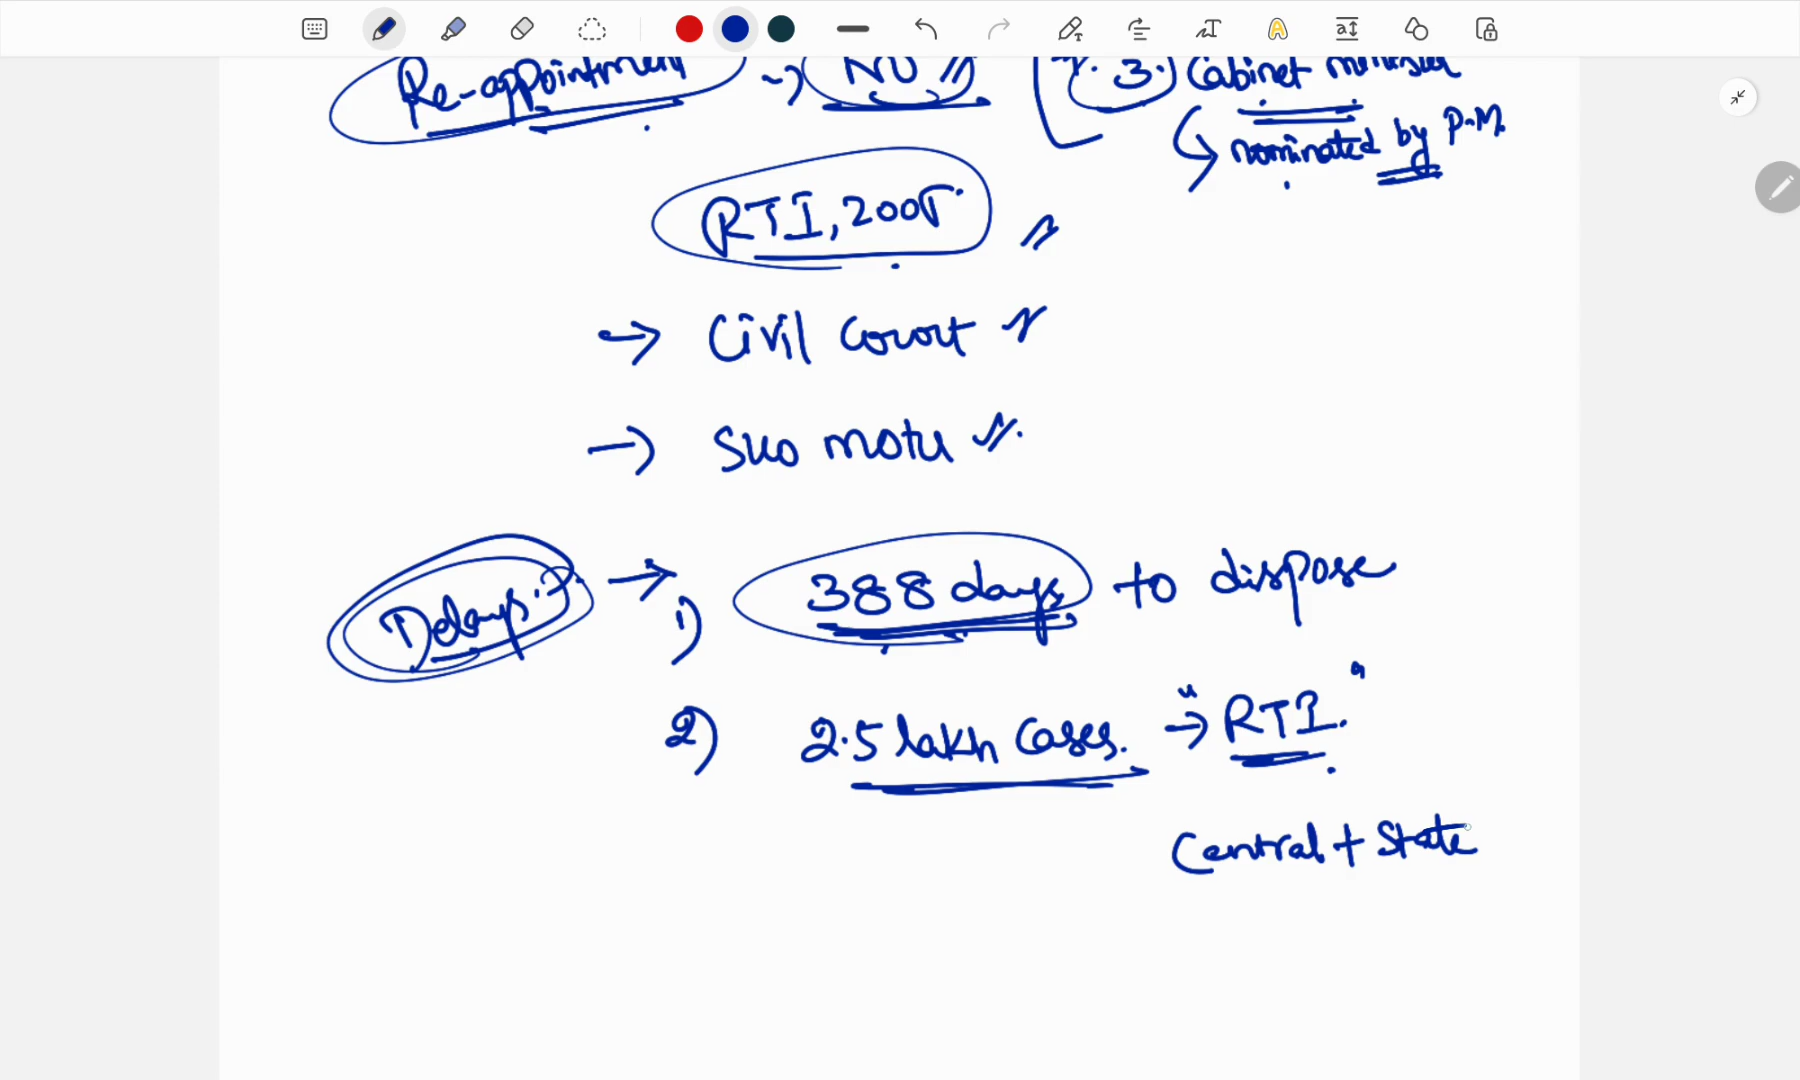 Re-appointment → NO
3.) Cabinet minister
nominated by P.M.
RTI, 2005
→ Civil Court
→ Suo motu
Delays? → 1) 388 days to dispose
2) 2.5 lakh cases. → "RTI."
Central + State